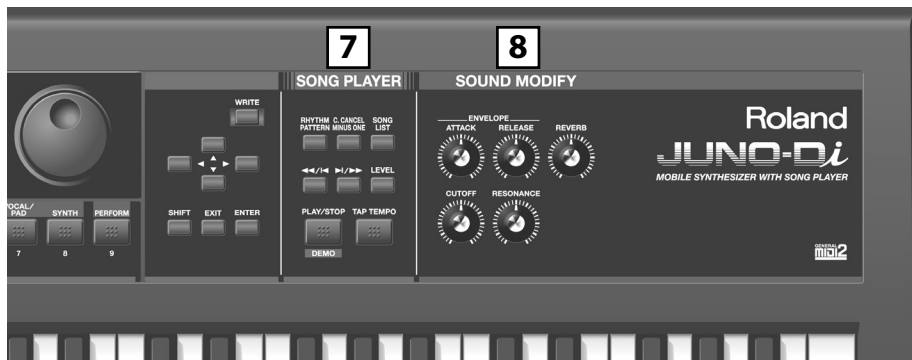 7
8
SONG PLAYER
SOUND MODIFY
WRITE
RHYTHM PATTERN
C. CANCEL MINUS ONE
SONG LIST
ENVELOPE
ATTACK
RELEASE
REVERB
Roland
JUNO-Di
MOBILE SYNTHESIZER WITH SONG PLAYER
LEVEL
CUTOFF
RESONANCE
VOCAL/
PAD
SYNTH
PERFORM
SHIFT
EXIT
ENTER
PLAY/STOP
TAP TEMPO
7
8
9
DEMO
GENERAL
MIDI2